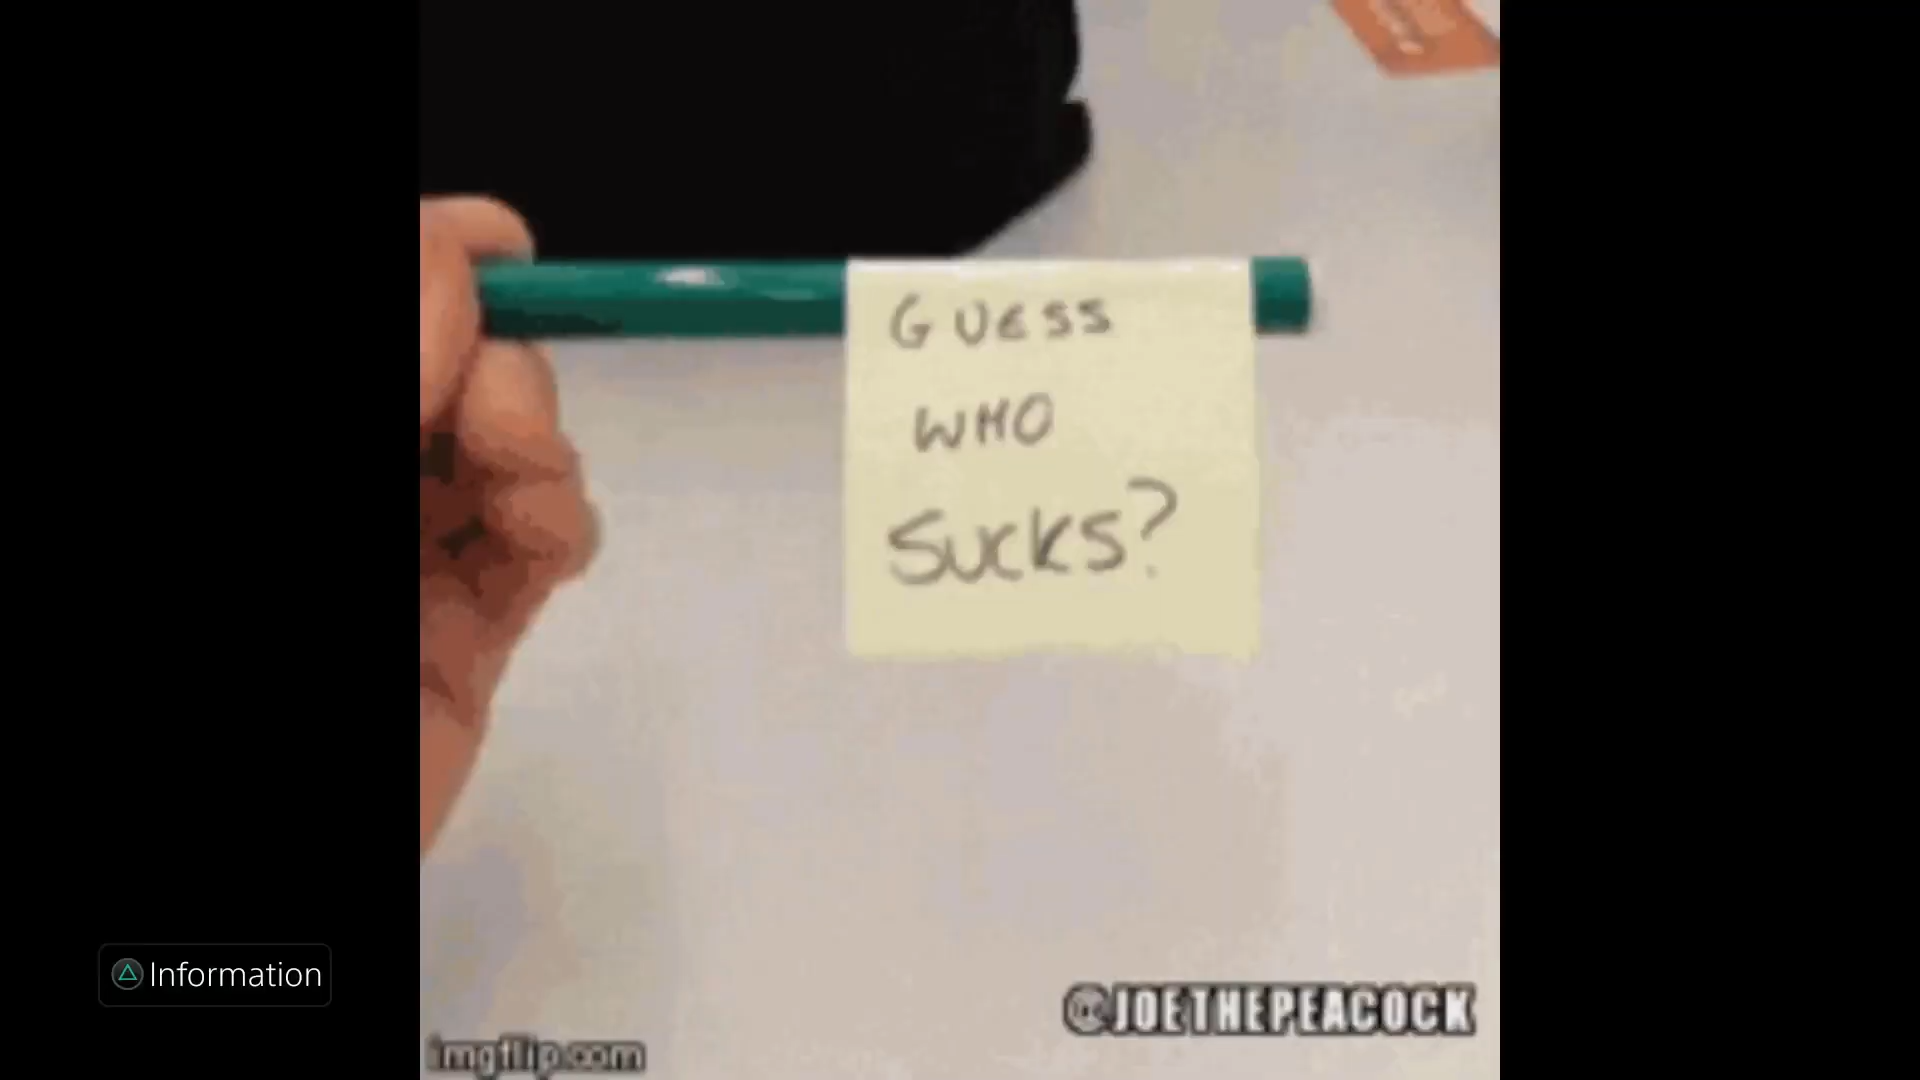 GUESS
WHO
SUCKS?
Information
@JOETHEPEACOCK
imgflip.com